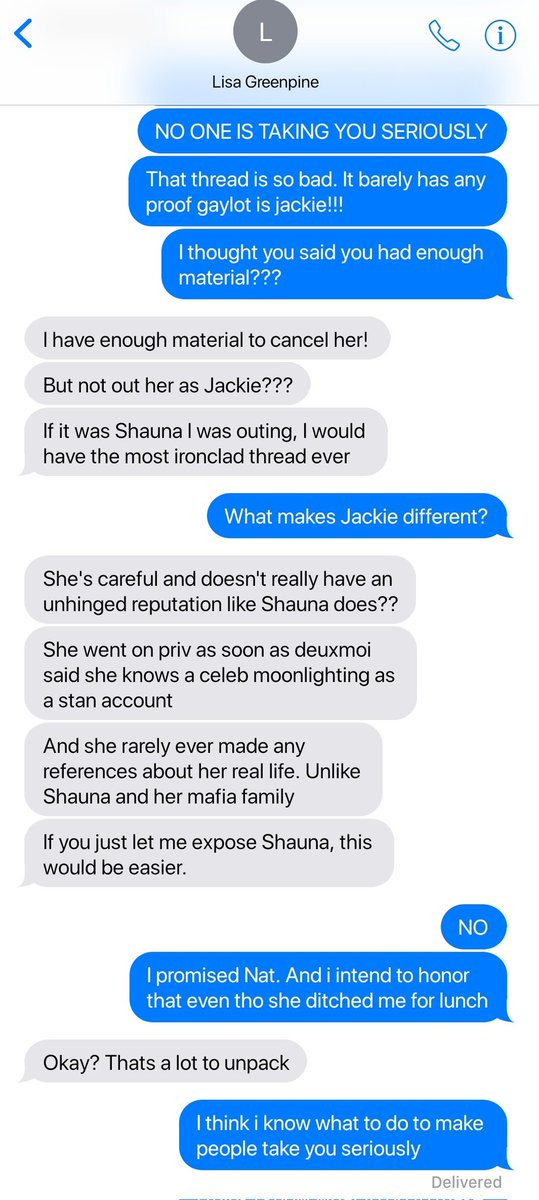 L
Lisa Greenpine
NO ONE IS TAKING YOU SERIOUSLY
That thread is so bad. It barely has any
proof gaylot is jackie!!!
I thought you said you had enough
material???
I have enough material to cancel her!
But not out her as Jackie???
If it was Shauna I was outing, I would
have the most ironclad thread ever
What makes Jackie different?
She's careful and doesn't really have an
unhinged reputation like Shauna does??
She went on priv as soon as deuxmoi
said she knows a celeb moonlighting as
a stan account
And she rarely ever made any
references about her real life. Unlike
Shauna and her mafia family
If you just let me expose Shauna, this
would be easier.
NO
I promised Nat. And i intend to honor
that even tho she ditched me for lunch
Okay? Thats a lot to unpack
I think i know what to do to make
people take you seriously
Delivered